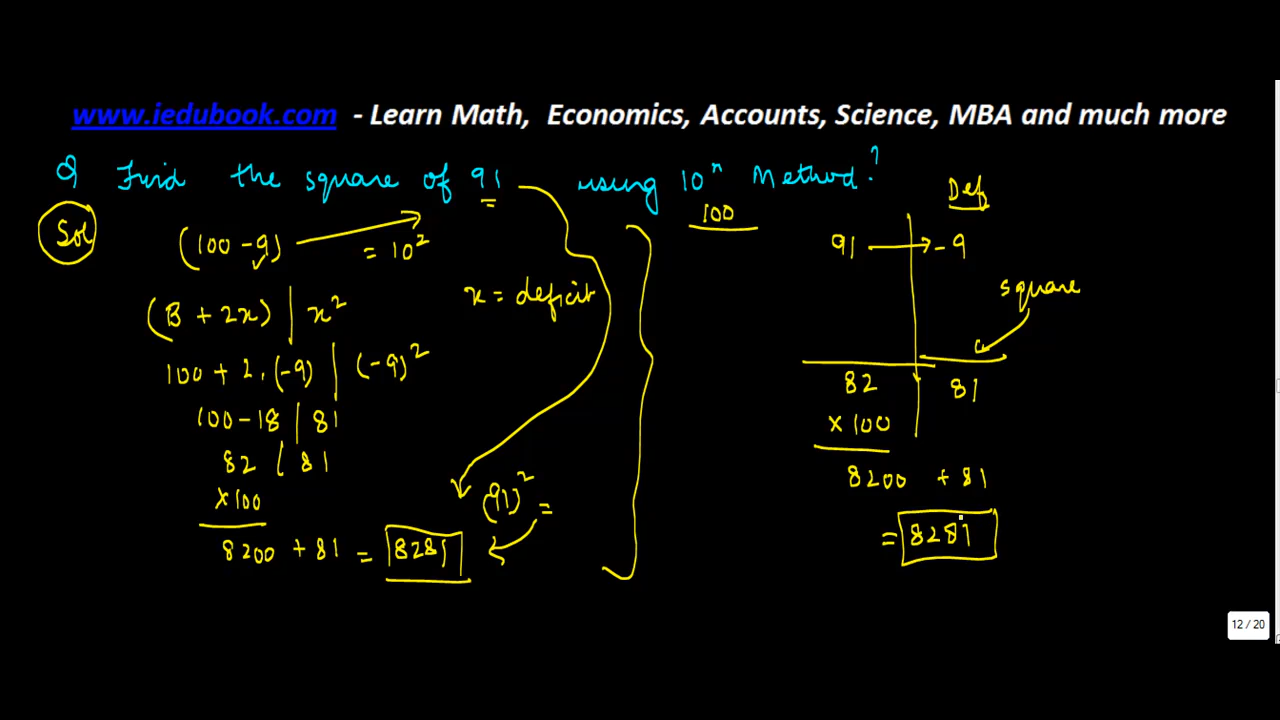 www.iedubook.com - Learn Math, Economics, Accounts, Science, MBA and much more
Q Find the square of 91 using 10ⁿ Method?
Sol
(100 - 9) = 10²
x = deficit
(B + 2x) | x²
100 + 2 . (-9) | (-9)²
100 - 18 | 81
82 | 81
x 100
8200 + 81 = 8281
(91)² =
100
Def
91 -9
square
82 81
x 100
8200 + 81
= 8281
12 / 20